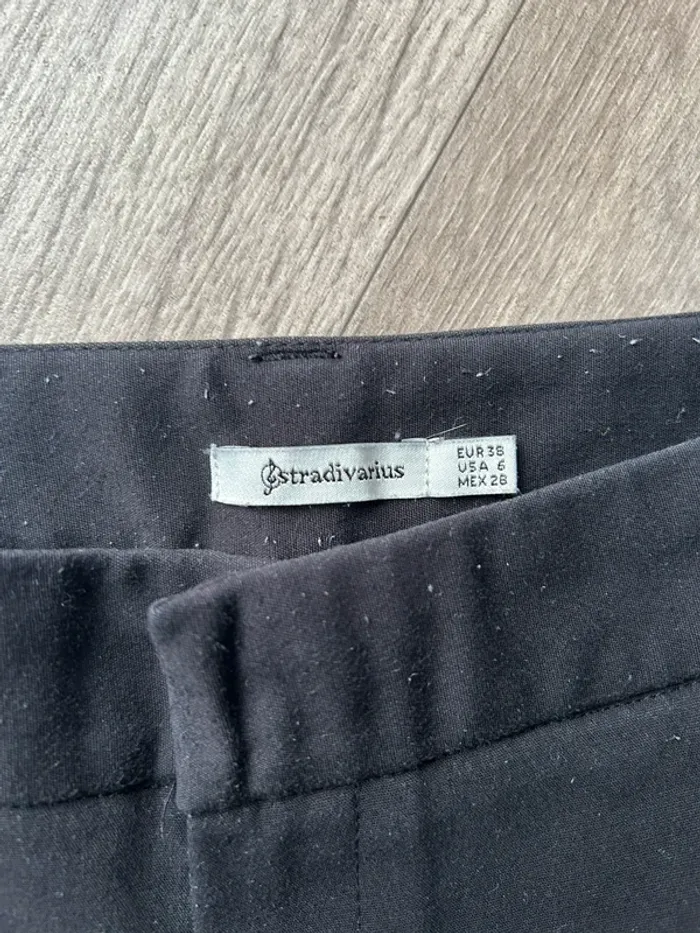 stradivarius
EUR 38
USA 6
MEX 28